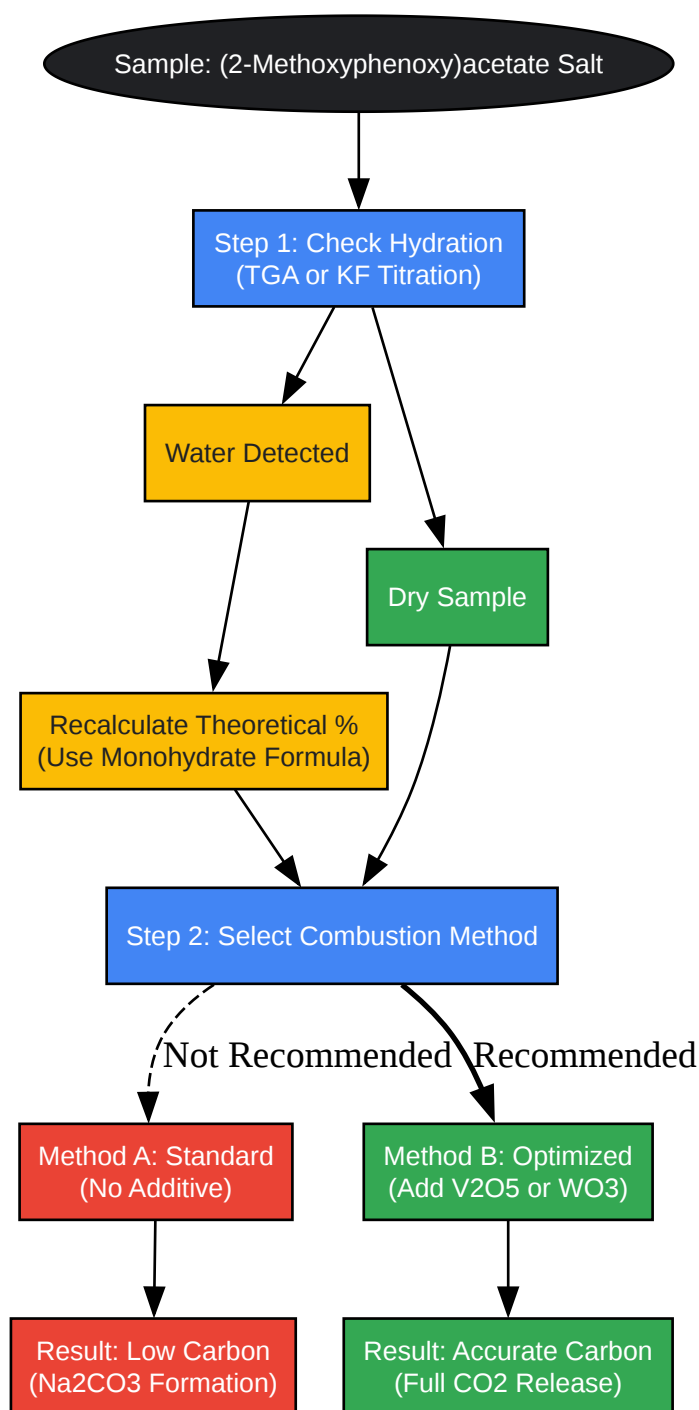 Sample: (2-Methoxyphenoxy)acetate Salt
Step 1: Check Hydration
(TGA or KF Titration)
Water Detected
Dry Sample
Recalculate Theoretical %
(Use Monohydrate Formula)
Step 2: Select Combustion Method
Not Recommended
Recommended
Method A: Standard
(No Additive)
Method B: Optimized
(Add V2O5 or WO3)
Result: Low Carbon
(Na2CO3 Formation)
Result: Accurate Carbon
(Full CO2 Release)